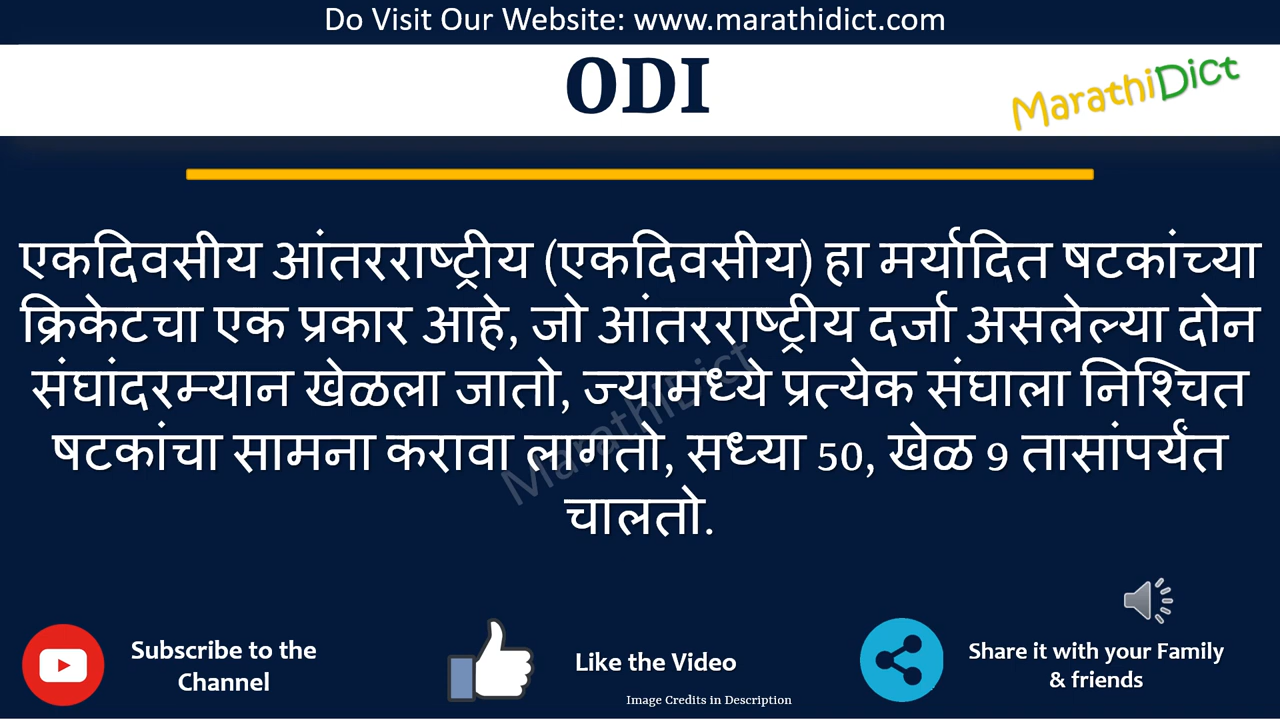 Do Visit Our Website: www.marathidict.com
ODI
MarathiDict
एकदिवसीय आंतरराष्ट्रीय (एकदिवसीय) हा मर्यादित षटकांच्या
क्रिकेटचा एक प्रकार आहे, जो आंतरराष्ट्रीय दर्जा असलेल्या दोन
संघांदरम्यान खेळला जातो, ज्यामध्ये प्रत्येक संघाला निश्चित
षटकांचा सामना करावा लागतो, सध्या 50, खेळ 9 तासांपर्यंत
चालतो.
MarathiDict
Subscribe to the
Channel
Like the Video
Share it with your Family
& friends
Image Credits in Description